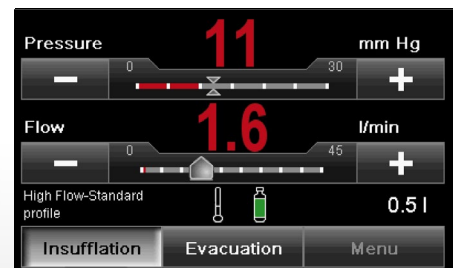 Pressure 11 mm Hg
− 0 30 +
Flow 1.6 l/min
− 0 45 +
High Flow-Standard
profile 0.5 l
Insufflation Evacuation Menu